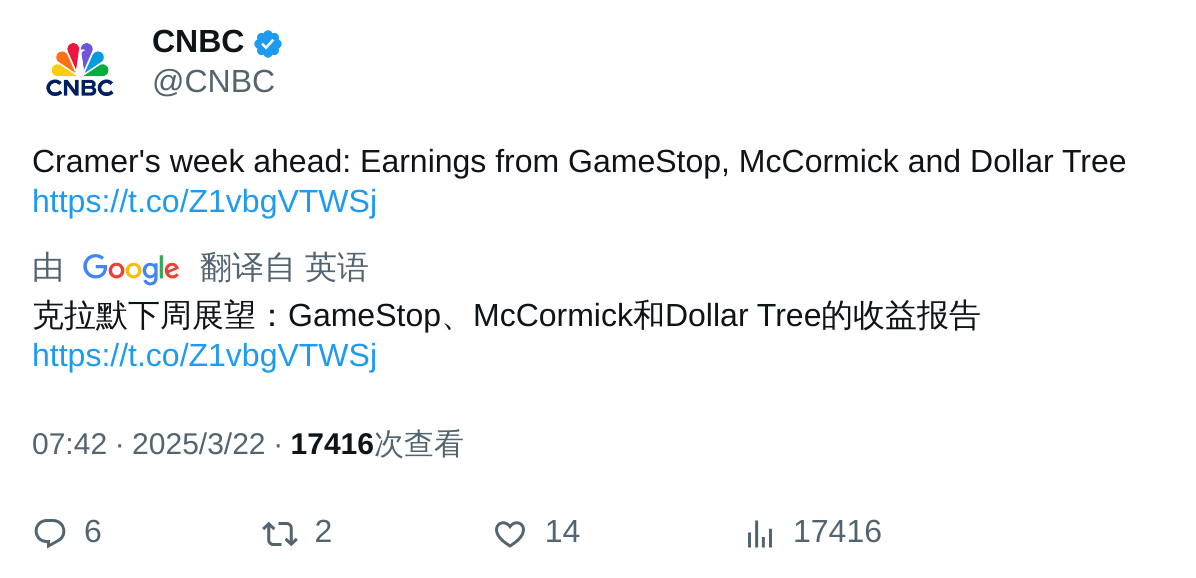 CNBC
CNBC
@CNBC
Cramer's week ahead: Earnings from GameStop, McCormick and Dollar Tree
https://t.co/Z1vbgVTWSj
由 Google 翻译自 英语
克拉默下周展望：GameStop、McCormick和Dollar Tree的收益报告
https://t.co/Z1vbgVTWSj
07:42 · 2025/3/22 · 17416次查看
6 2 14 17416